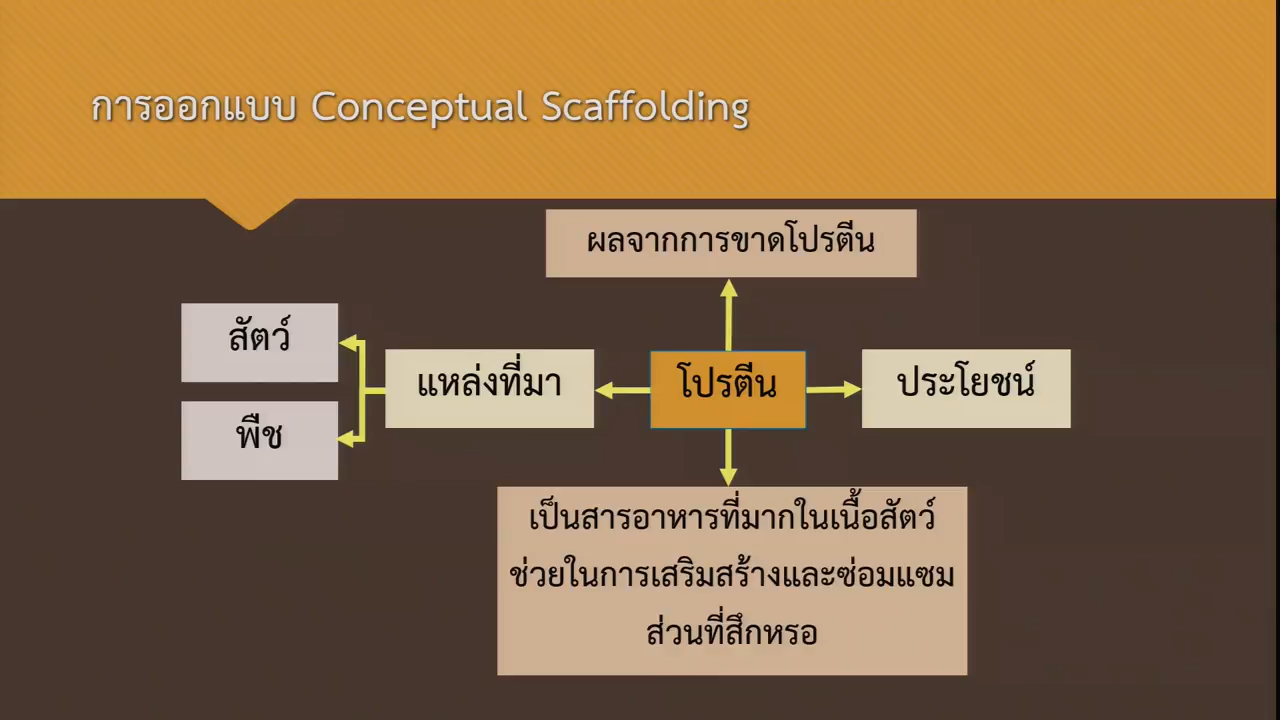 การออกแบบ Conceptual Scaffolding
ผลจากการขาดโปรตีน
สัตว์
พืช
แหล่งที่มา
โปรตีน
ประโยชน์
เป็นสารอาหารที่มากในเนื้อสัตว์
ช่วยในการเสริมสร้างและซ่อมแซม
ส่วนที่สึกหรอ